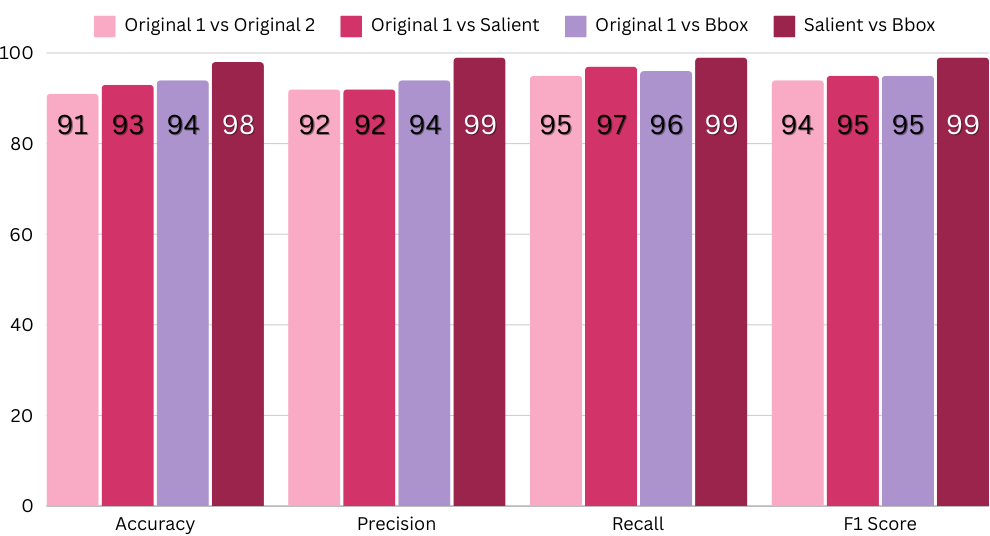 Original 1 vs Original 2 Original 1 vs Salient Original 1 vs Bbox Salient vs Bbox
100
91 93 94 98 92 92 94 99 95 97 96 99 94 95 95 99
80
60
40
20
0
Accuracy Precision Recall F1 Score